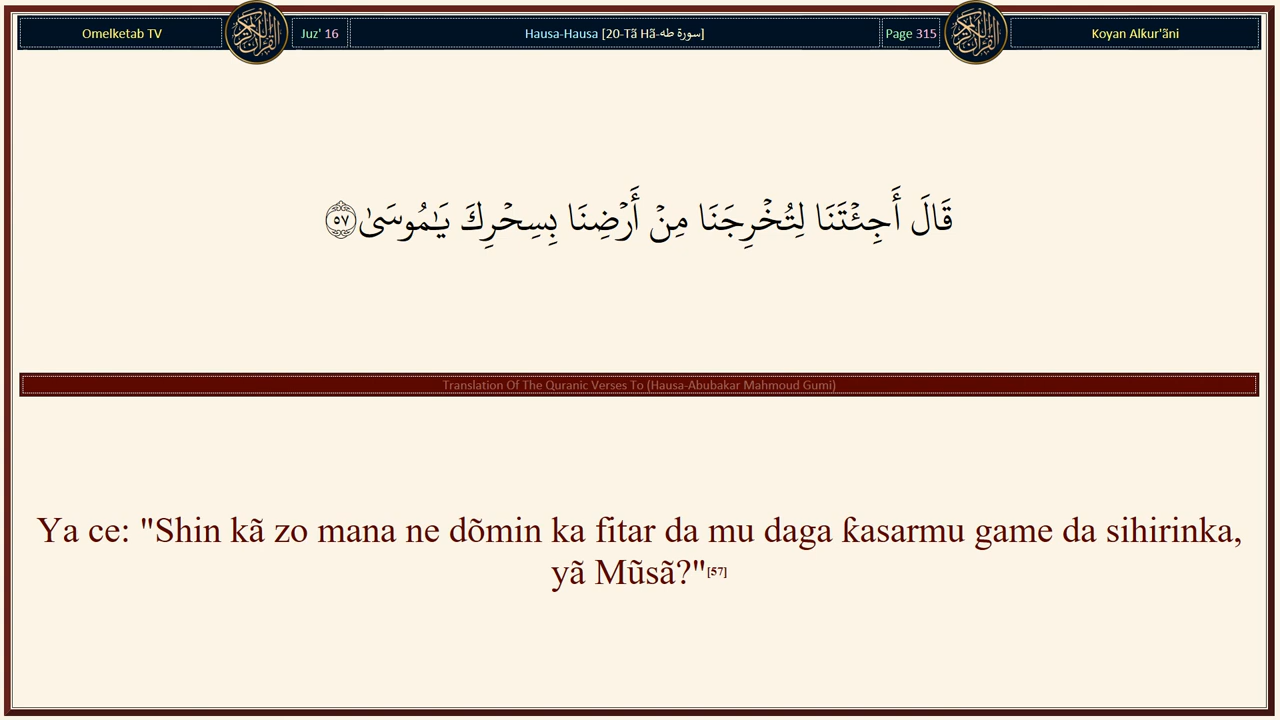 Omelketab TV
Juz' 16
Hausa-Hausa [20-Tã Hã-سورة طه]
Page 315
Koyan Alƙur'ãni
قَالَ أَجِئۡتَنَا لِتُخۡرِجَنَا مِنۡ أَرۡضِنَا بِسِحۡرِكَ يَٰمُوسَىٰ ٥٧
Translation Of The Quranic Verses To (Hausa-Abubakar Mahmoud Gumi)
Ya ce: "Shin kã zo mana ne dõmin ka fitar da mu daga ƙasarmu game da sihirinka,
yã Mũsã?"[57]